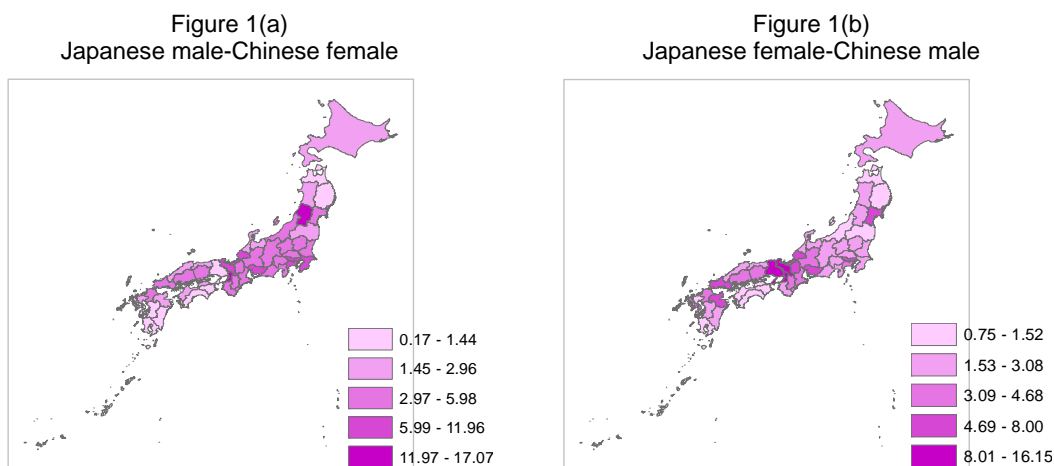 Figure 1(a)
Japanese male-Chinese female
0.17 - 1.44
1.45 - 2.96
2.97 - 5.98
5.99 - 11.96
11.97 - 17.07
Figure 1(b)
Japanese female-Chinese male
0.75 - 1.52
1.53 - 3.08
3.09 - 4.68
4.69 - 8.00
8.01 - 16.15